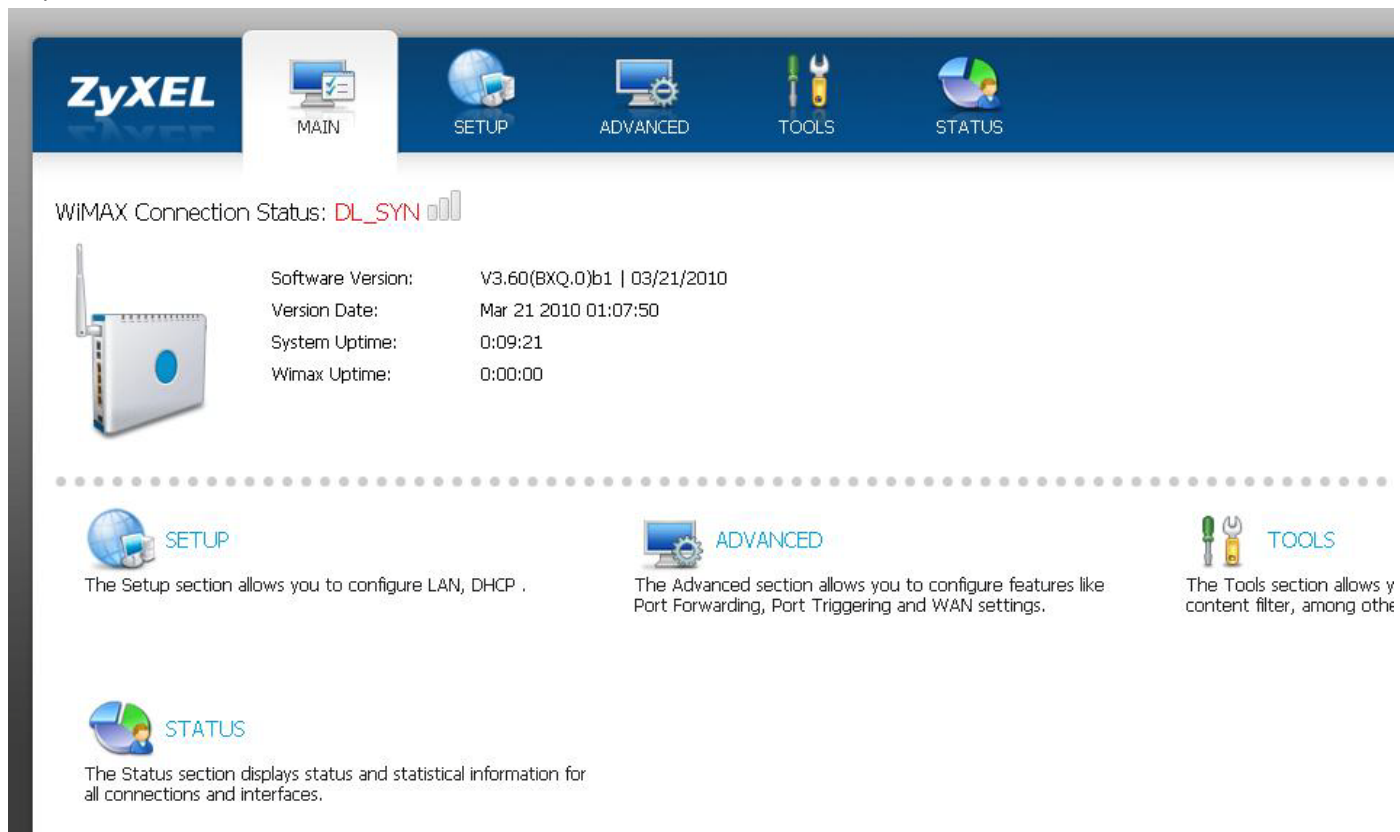 ZyXEL
MAIN
SETUP
ADVANCED
TOOLS
STATUS
WiMAX Connection Status: DL_SYN
Software Version: V3.60(BXQ.0)b1 | 03/21/2010
Version Date: Mar 21 2010 01:07:50
System Uptime: 0:09:21
Wimax Uptime: 0:00:00
SETUP
The Setup section allows you to configure LAN, DHCP .
ADVANCED
The Advanced section allows you to configure features like
Port Forwarding, Port Triggering and WAN settings.
TOOLS
The Tools section allows
content filter, among
STATUS
The Status section displays status and statistical information for
all connections and interfaces.